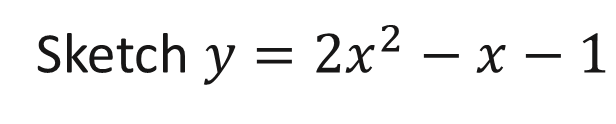 Sketch y = 2x² − x − 1